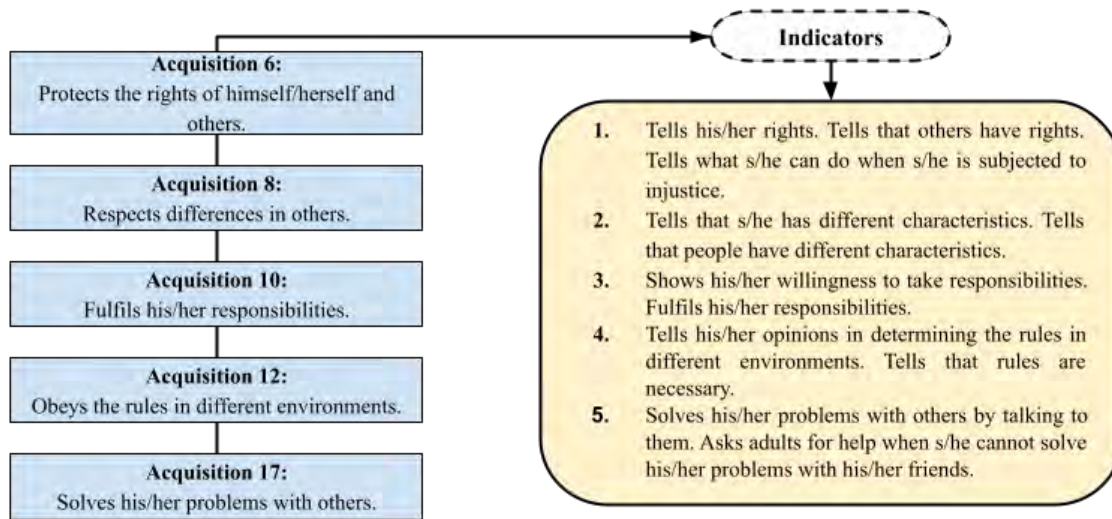 Indicators
Acquisition 6:
Protects the rights of himself/herself and
others.
Acquisition 8:
Respects differences in others.
Acquisition 10:
Fulfils his/her responsibilities.
Acquisition 12:
Obeys the rules in different environments.
Acquisition 17:
Solves his/her problems with others.
1. Tells his/her rights. Tells that others have rights.
Tells what s/he can do when s/he is subjected to
injustice.
2. Tells that s/he has different characteristics. Tells
that people have different characteristics.
3. Shows his/her willingness to take responsibilities.
Fulfils his/her responsibilities.
4. Tells his/her opinions in determining the rules in
different environments. Tells that rules are
necessary.
5. Solves his/her problems with others by talking to
them. Asks adults for help when s/he cannot solve
his/her problems with his/her friends.